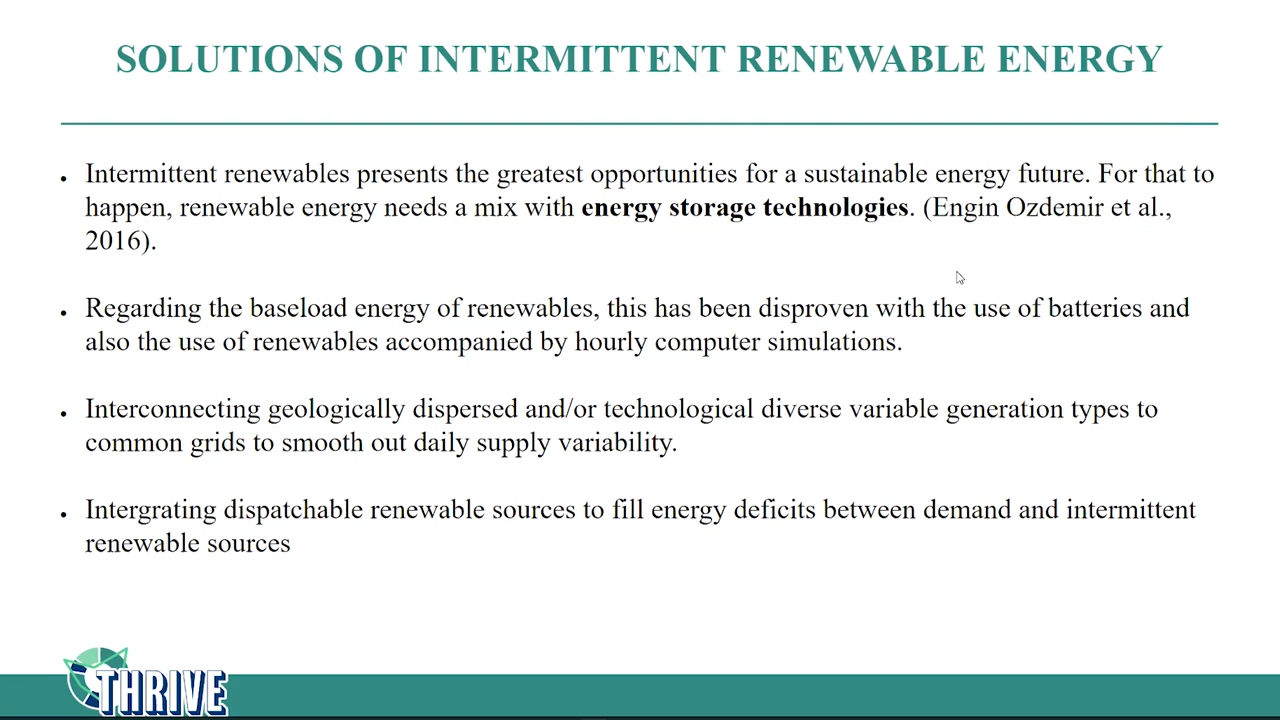 SOLUTIONS OF INTERMITTENT RENEWABLE ENERGY
• Intermittent renewables presents the greatest opportunities for a sustainable energy future. For that to
happen, renewable energy needs a mix with energy storage technologies. (Engin Ozdemir et al.,
2016).
• Regarding the baseload energy of renewables, this has been disproven with the use of batteries and
also the use of renewables accompanied by hourly computer simulations.
• Interconnecting geologically dispersed and/or technological diverse variable generation types to
common grids to smooth out daily supply variability.
• Intergrating dispatchable renewable sources to fill energy deficits between demand and intermittent
renewable sources
THRIVE